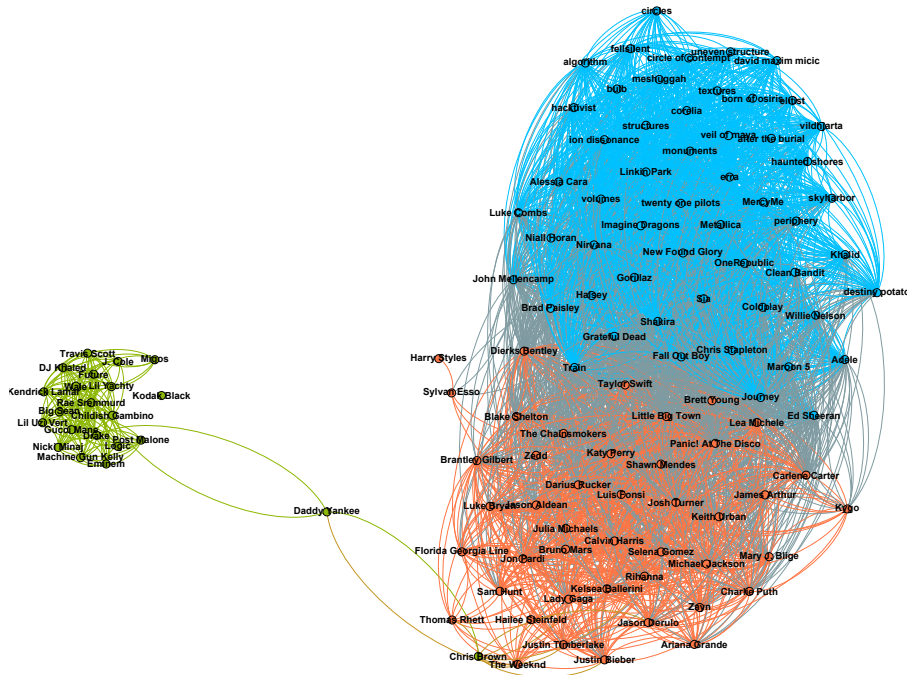 circles
fellsilent
uneven structure
algorithm
circle of contempt
david maxim micic
meshuggah
bulb
textures
born of osiris
elitist
hacktivist
corelia
structures
vildhjarta
ion dissonance
veil of maya
after the burial
monuments
haunted shores
Linkin Park
erra
Alessia Cara
volumes
twenty one pilots
MercyMe
skyharbor
Luke Combs
Imagine Dragons
Metallica
periphery
Niall Horan
Nirvana
New Found Glory
Khalid
OneRepublic
Clean Bandit
John Mellencamp
Gorillaz
destiny potato
Halsey
Sia
Brad Paisley
Coldplay
Willie Nelson
Shakira
Grateful Dead
Travis Scott
Migos
J. Cole
Harry Styles
Dierks Bentley
Chris Stapleton
Fall Out Boy
Adele
DJ Khaled
Future
Train
Maroon 5
Kendrick Lamar
Wale
Lil Yachty
Kodak Black
Taylor Swift
Sylvan Esso
Journey
Rae Sremmurd
Brett Young
Big Sean
Childish Gambino
Blake Shelton
Little Big Town
Ed Sheeran
Lil Uzi Vert
Lea Michele
Gucci Mane
Drake
Post Malone
The Chainsmokers
Panic! At The Disco
Nicki Minaj
Logic
Machine Gun Kelly
Eminem
Brantley Gilbert
Zedd
Katy Perry
Shawn Mendes
Carlene Carter
Darius Rucker
Luis Fonsi
James Arthur
Daddy Yankee
Luke Bryan
Jason Aldean
Josh Turner
Kygo
Keith Urban
Julia Michaels
Calvin Harris
Florida Georgia Line
Bruno Mars
Selena Gomez
Mary J. Blige
Jon Pardi
Michael Jackson
Rihanna
Sam Hunt
Kelsea Ballerini
Charlie Puth
Lady Gaga
Zayn
Thomas Rhett
Hailee Steinfeld
Jason Derulo
Justin Timberlake
Ariana Grande
Chris Brown
The Weeknd
Justin Bieber